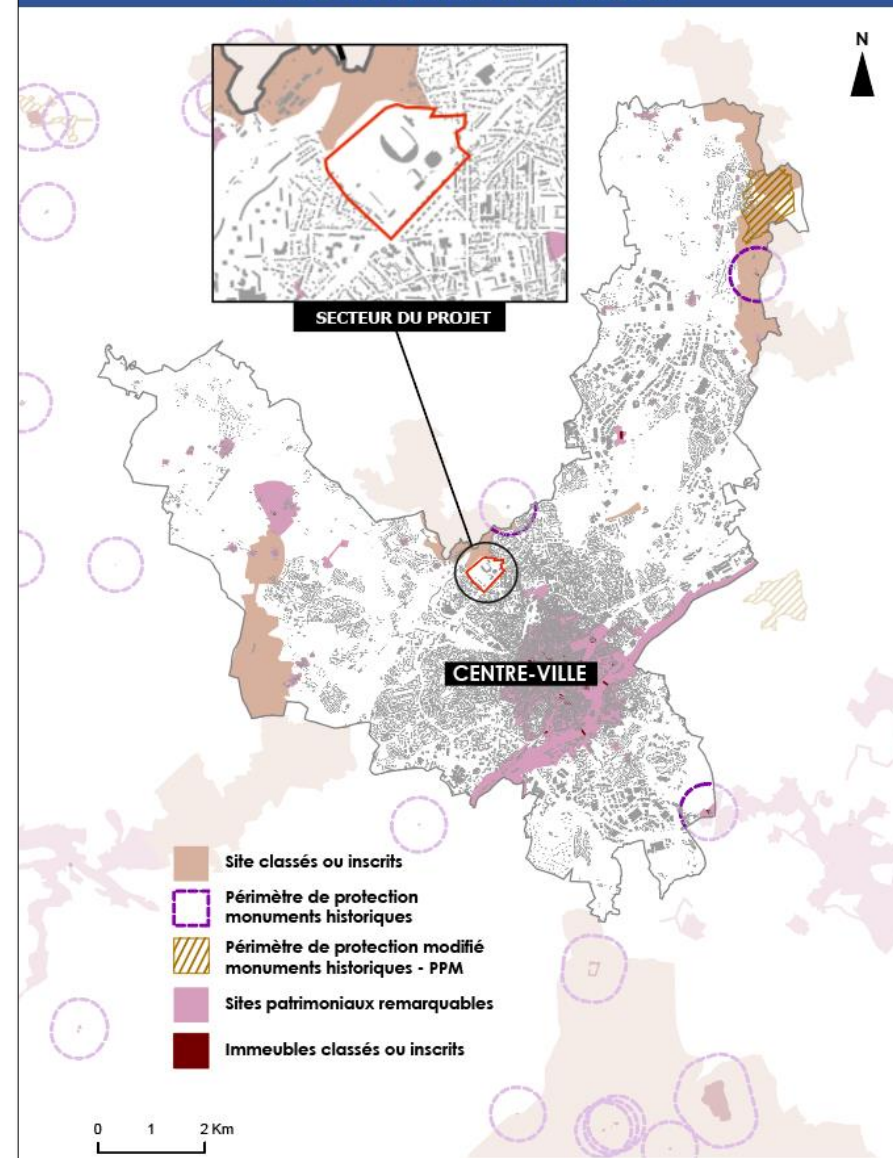 N
SECTEUR DU PROJET
CENTRE-VILLE
Site classés ou inscrits
Périmètre de protection
monuments historiques
Périmètre de protection modifié
monuments historiques - PPM
Sites patrimoniaux remarquables
Immeubles classés ou inscrits
0 1 2 Km